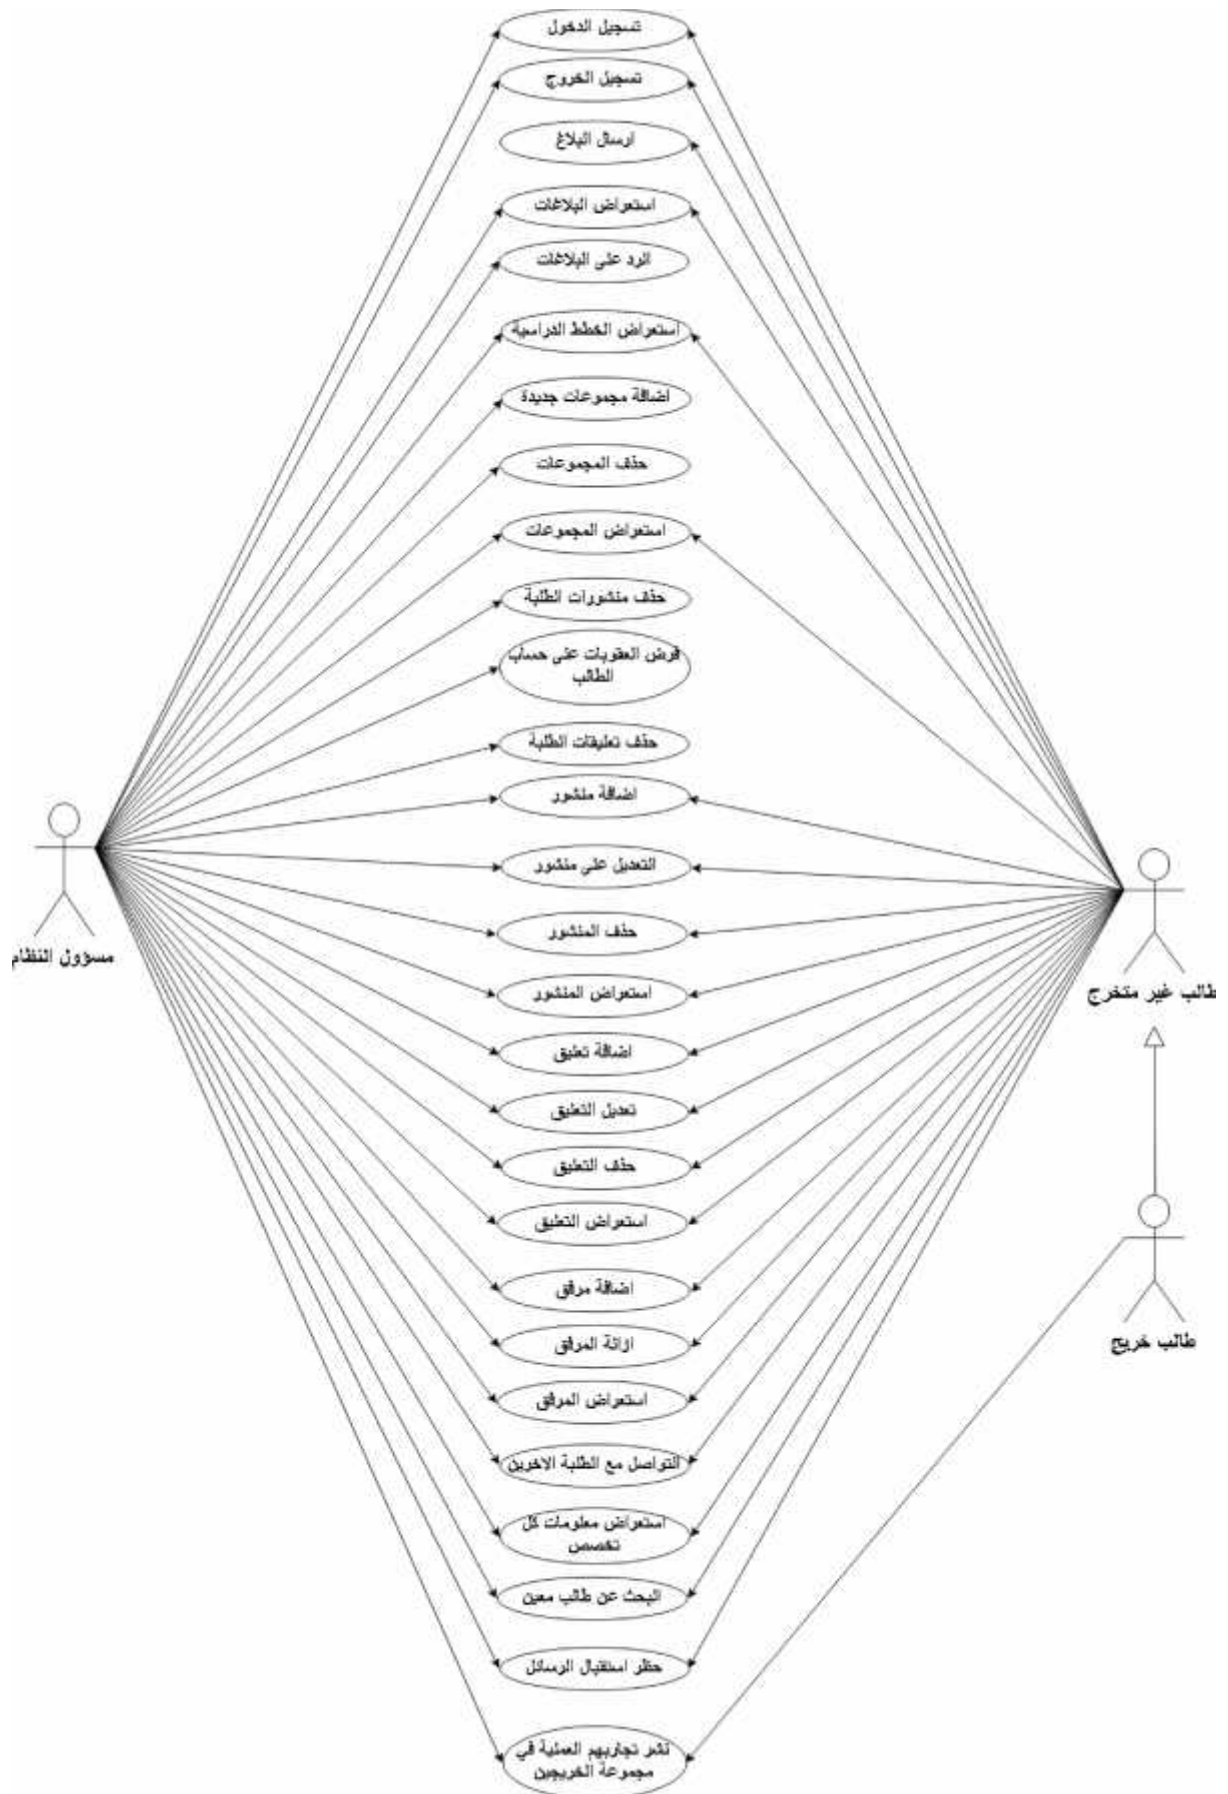 تسجيل الدخول
تسجيل الخروج
ارسال البلاغ
استعراض البلاغات
الرد على البلاغات
استعراض الخطط الدراسية
اضافة مجموعات جديدة
حذف المجموعات
استعراض المجموعات
حذف منشورات الطلبة
فرض العقوبات على حساب
الطالب
حذف تعليقات الطلبة
اضافة منشور
التعديل على منشور
حذف المنشور
مسؤول النظام
استعراض المنشور
طالب غير متخرج
اضافة تعليق
تعديل التعليق
حذف التعليق
استعراض التعليق
اضافة مرفق
ازالة المرفق
طالب خريج
استعراض المرفق
التواصل مع الطلبة الاخرين
استعراض معلومات كل
تخصص
البحث عن طالب معين
حظر استقبال الرسائل
نشر تجاربهم العملية في
مجموعة الخريجين